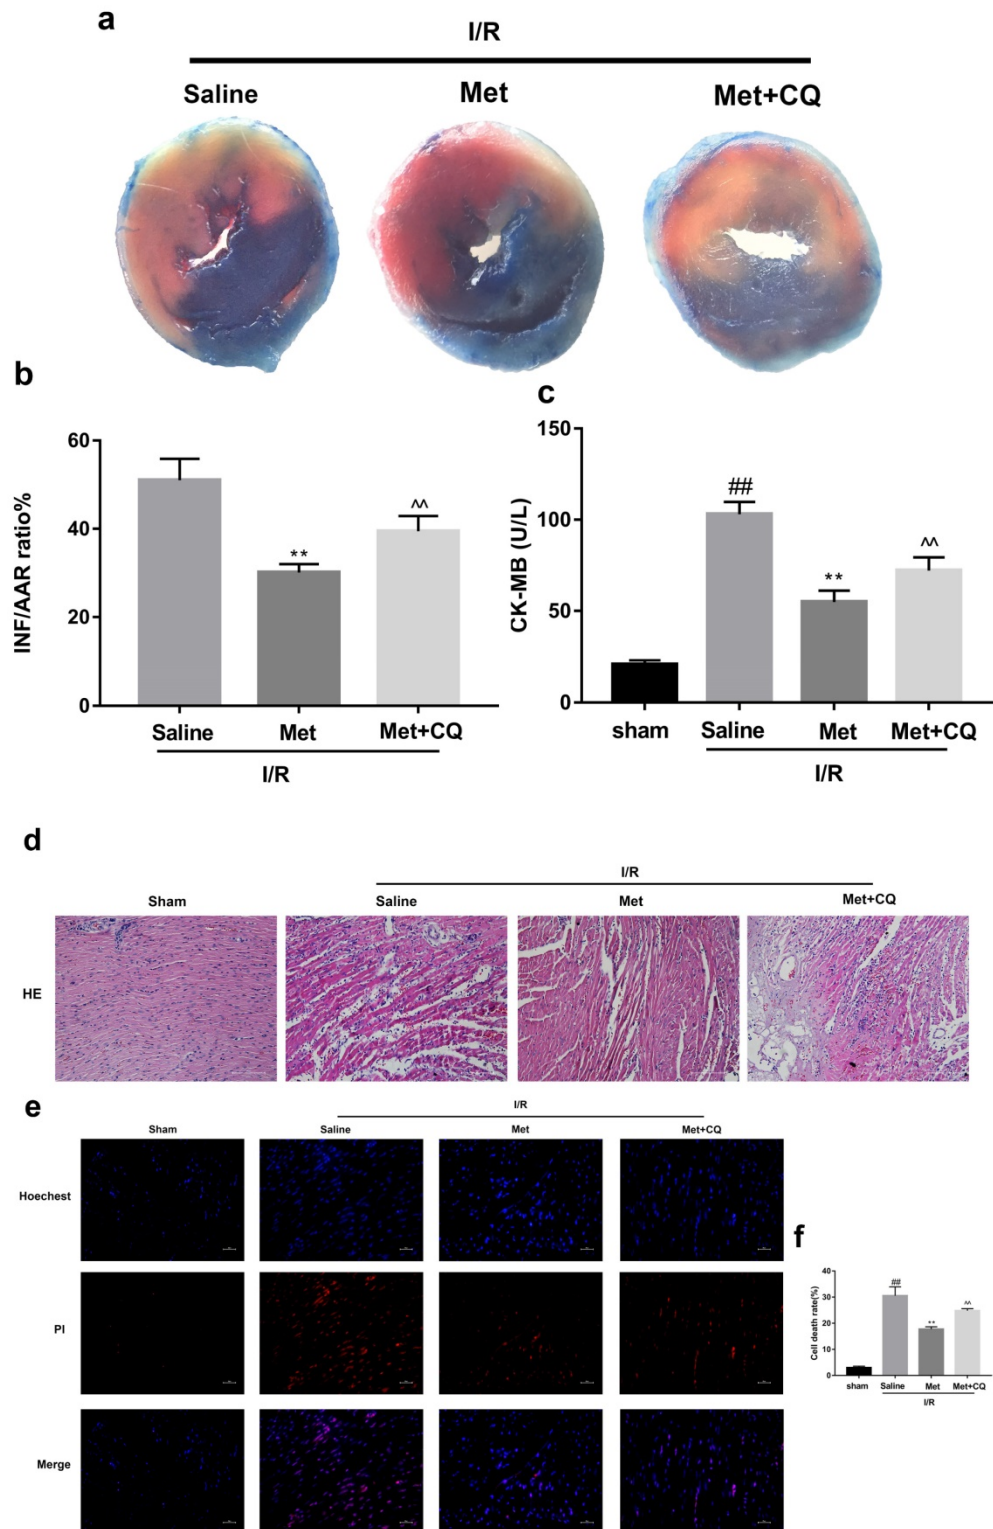 a
I/R
Saline Met Met+CQ
b
INF/AAR ratio%
60
40
20
0
**
^^
Saline Met Met+CQ
I/R
c
CK-MB (U/L)
150
100
50
0
##
**
^^
sham Saline Met Met+CQ
I/R
d
I/R
Sham Saline Met Met+CQ
HE
e
I/R
Sham Saline Met Met+CQ
Hoechest
PI
Merge
f
Cell death rate(%)
40
30
20
10
0
##
**
^^
sham Saline Met Met+CQ
I/R